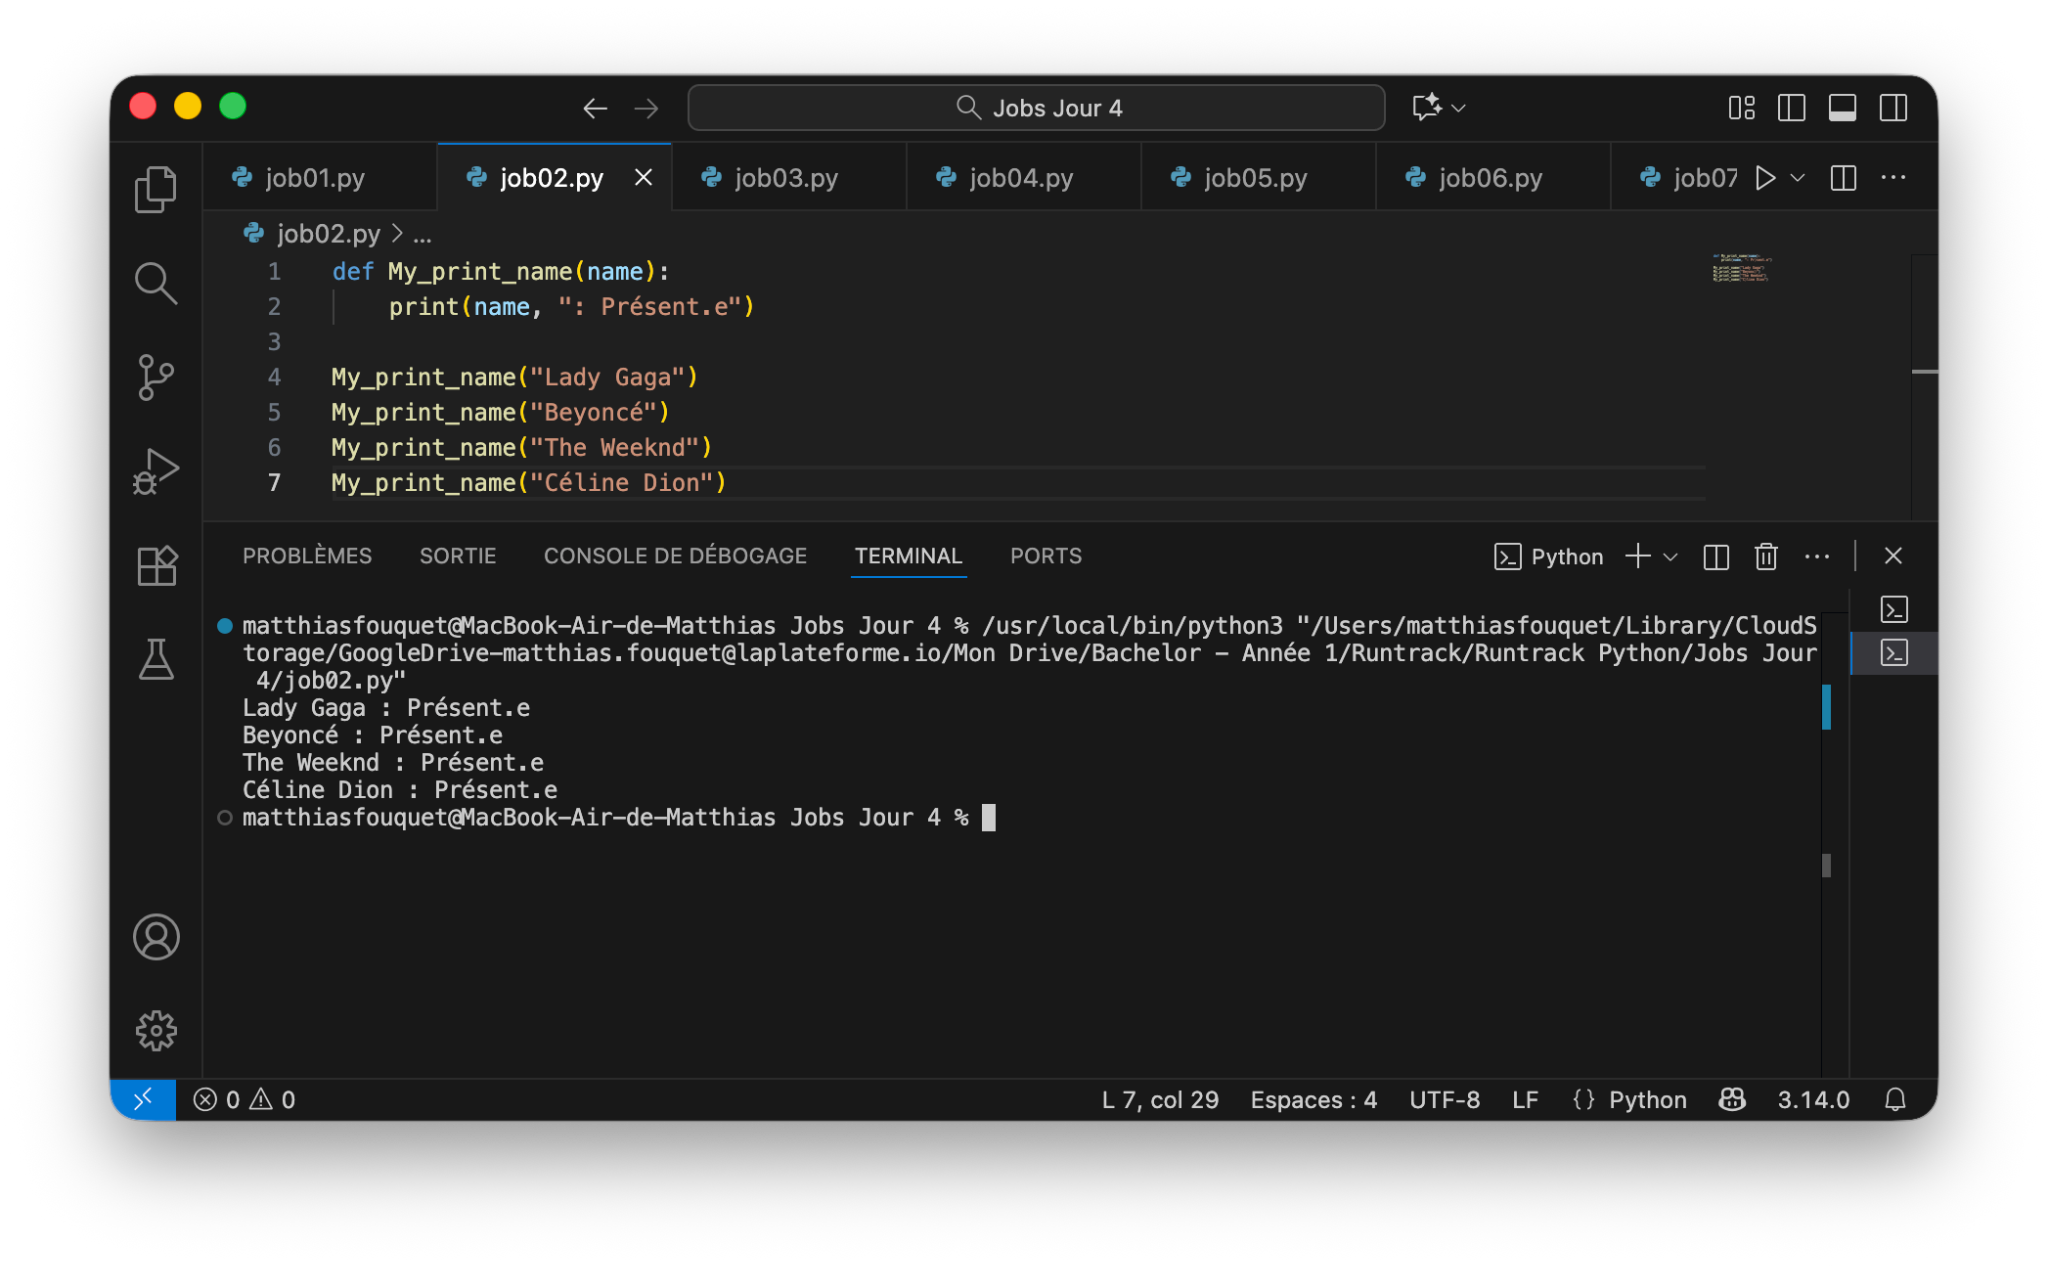 Jobs Jour 4
job01.py
job02.py
job03.py
job04.py
job05.py
job06.py
job07
job02.py > ...
1 def My_print_name(name):
2     print(name, ": Présent.e")
3
4 My_print_name("Lady Gaga")
5 My_print_name("Beyoncé")
6 My_print_name("The Weeknd")
7 My_print_name("Céline Dion")
PROBLÈMES SORTIE CONSOLE DE DÉBOGAGE TERMINAL PORTS Python
matthiasfouquet@MacBook-Air-de-Matthias Jobs Jour 4 % /usr/local/bin/python3 "/Users/matthiasfouquet/Library/CloudS
torage/GoogleDrive-matthias.fouquet@laplateforme.io/Mon Drive/Bachelor - Année 1/Runtrack/Runtrack Python/Jobs Jour
 4/job02.py"
Lady Gaga : Présent.e
Beyoncé : Présent.e
The Weeknd : Présent.e
Céline Dion : Présent.e
matthiasfouquet@MacBook-Air-de-Matthias Jobs Jour 4 %
0 0 L 7, col 29 Espaces : 4 UTF-8 LF {} Python 3.14.0